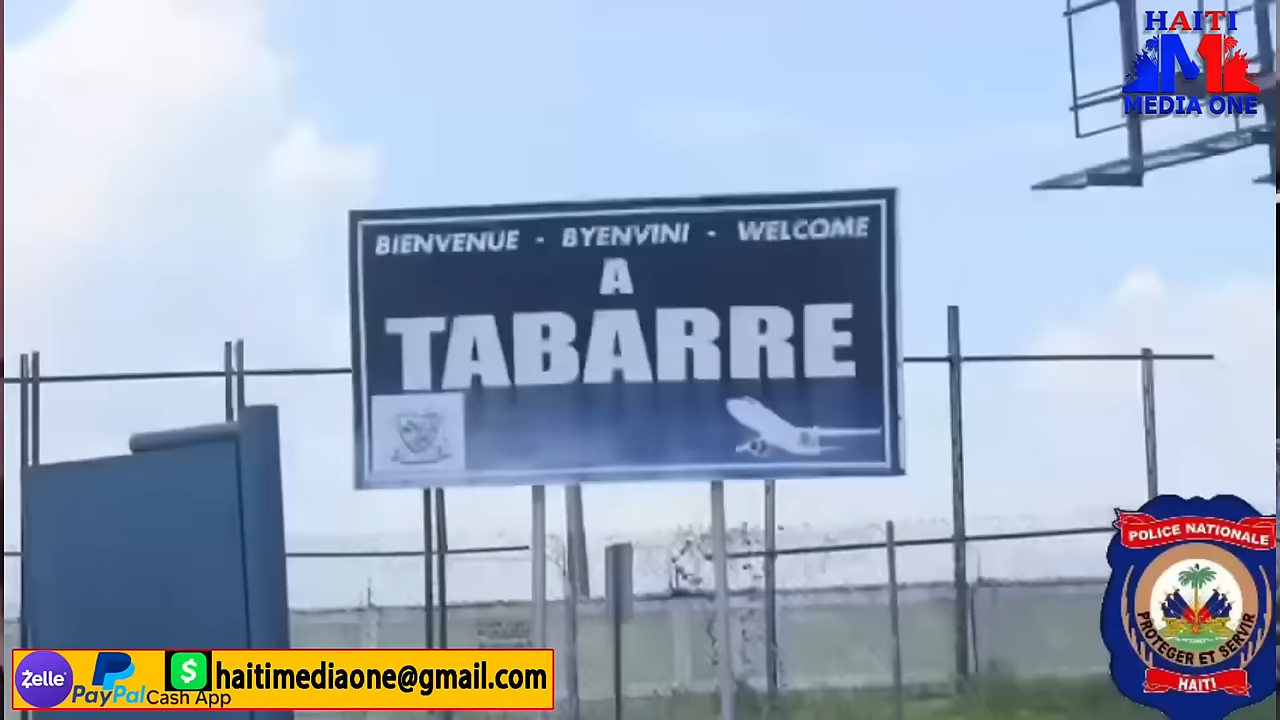 HAITI
MEDIA ONE
BIENVENUE - BYENVINI - WELCOME
A
TABARRE
POLICE NATIONALE
PROTEGER ET SERVIR
HAITI
Zelle
PayPal
Cash App
haitimediaone@gmail.com